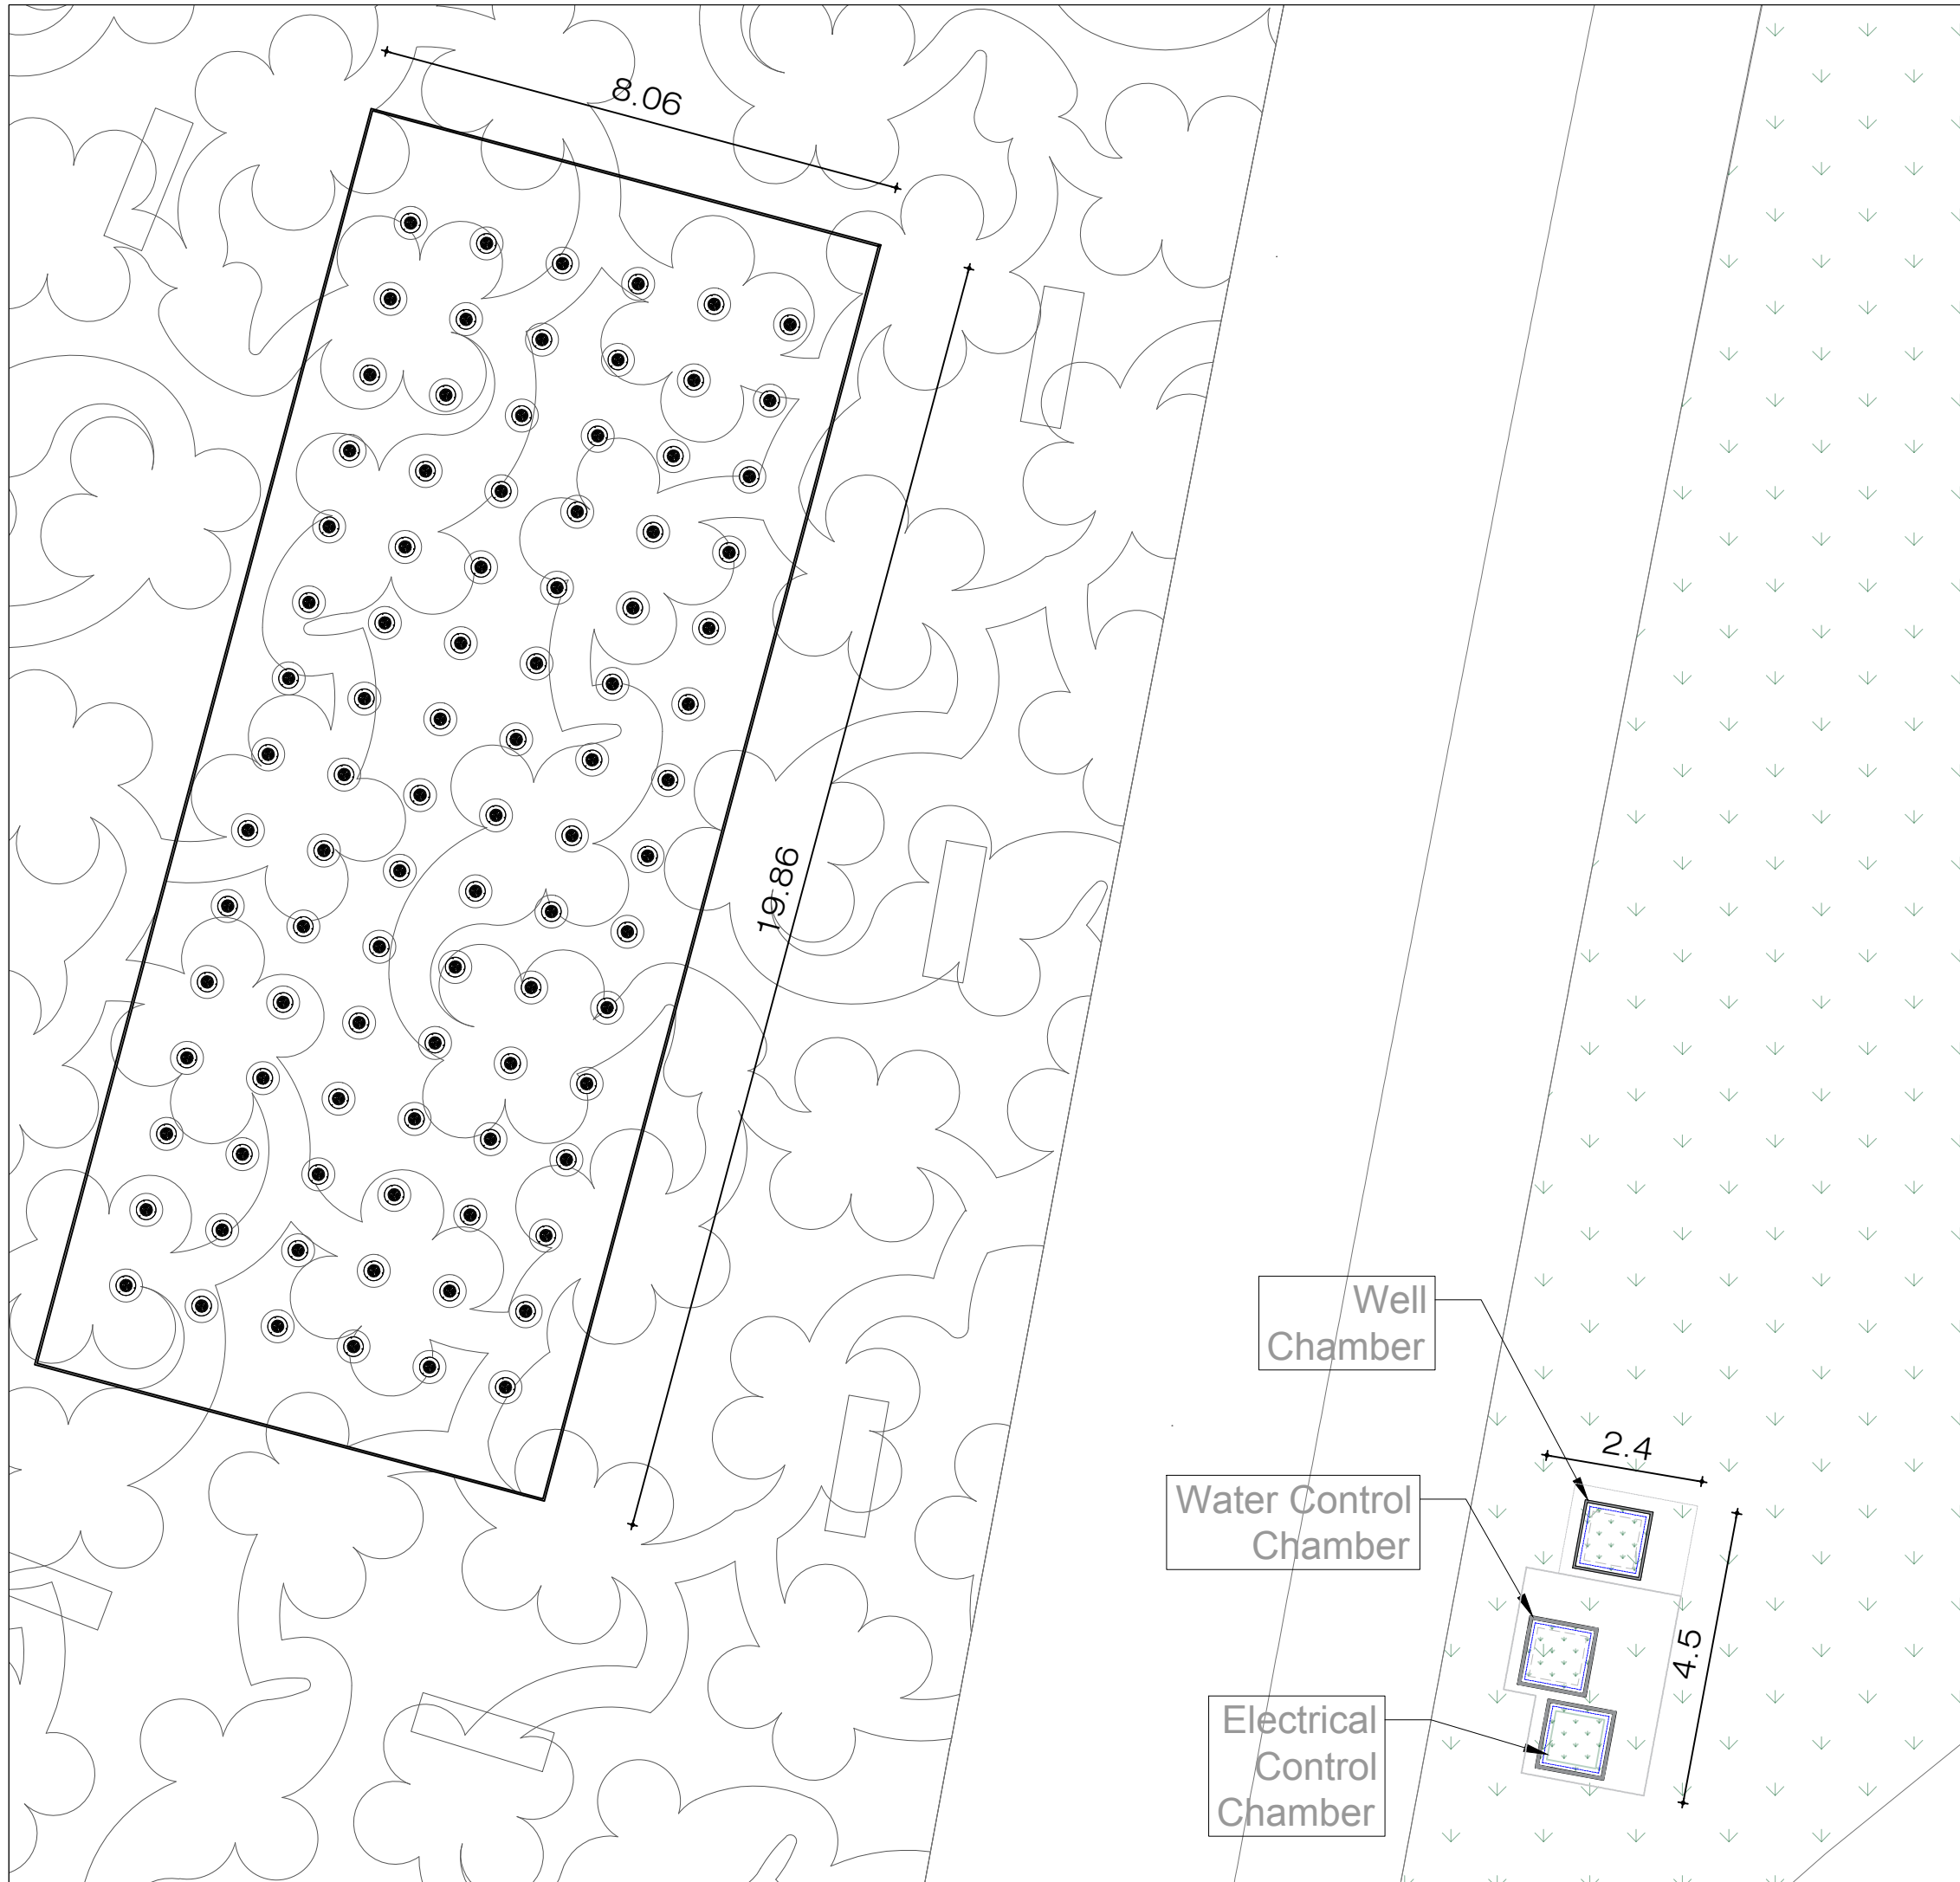 8.06
19.86
Well
Chamber
2.4
Water Control
Chamber
4.5
Electrical
Control
Chamber